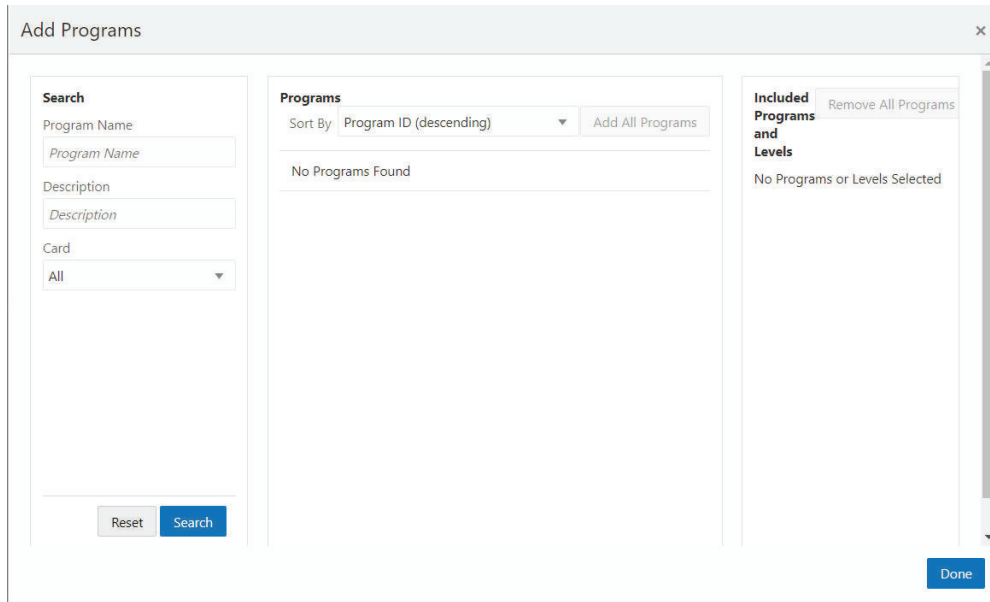 Add Programs
×
Search
Program Name
Program Name
Description
Description
Card
All
Reset Search
Programs
Sort By Program ID (descending) Add All Programs
No Programs Found
Included
Programs
and
Levels
Remove All Programs
No Programs or Levels Selected
Done